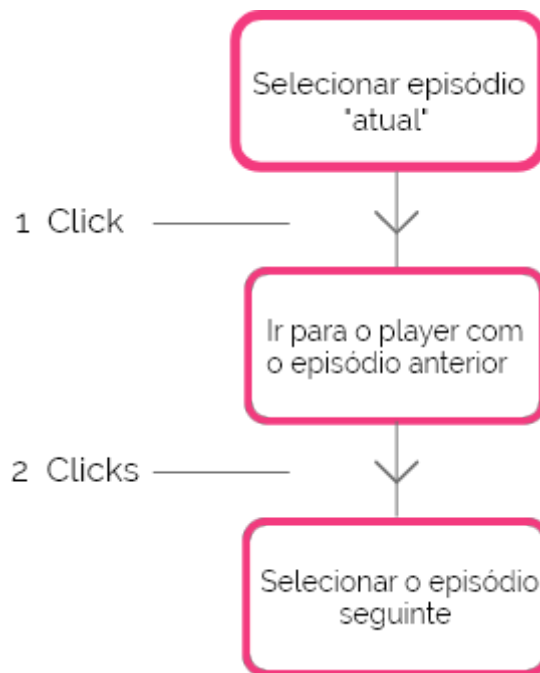 Selecionar episódio
"atual"
1 Click
Ir para o player com
o episódio anterior
2 Clicks
Selecionar o episódio
seguinte